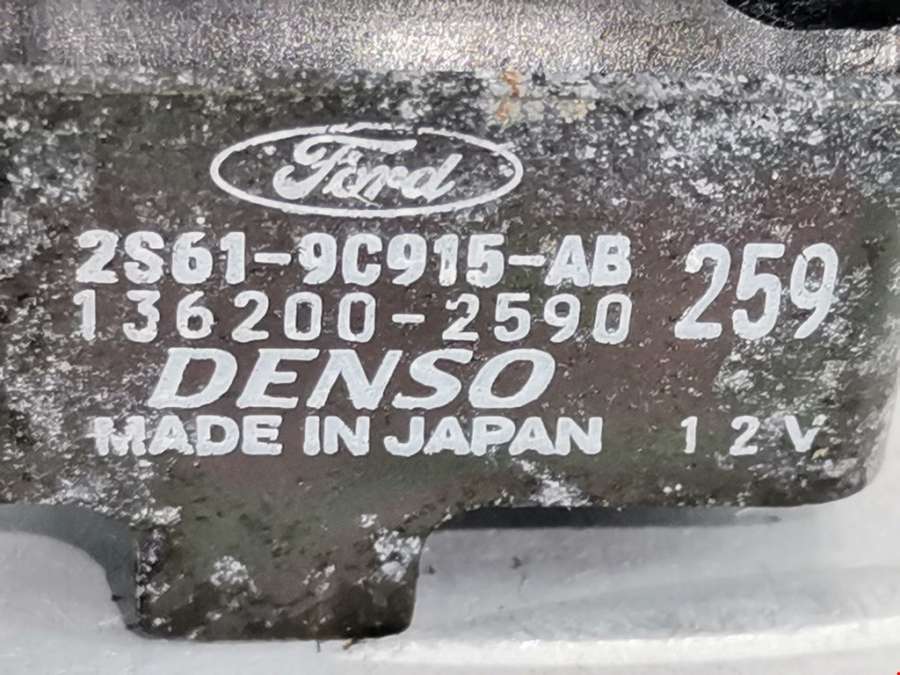 Ford
2S61-9C915-AB
136200-2590
259
DENSO
MADE IN JAPAN 12V